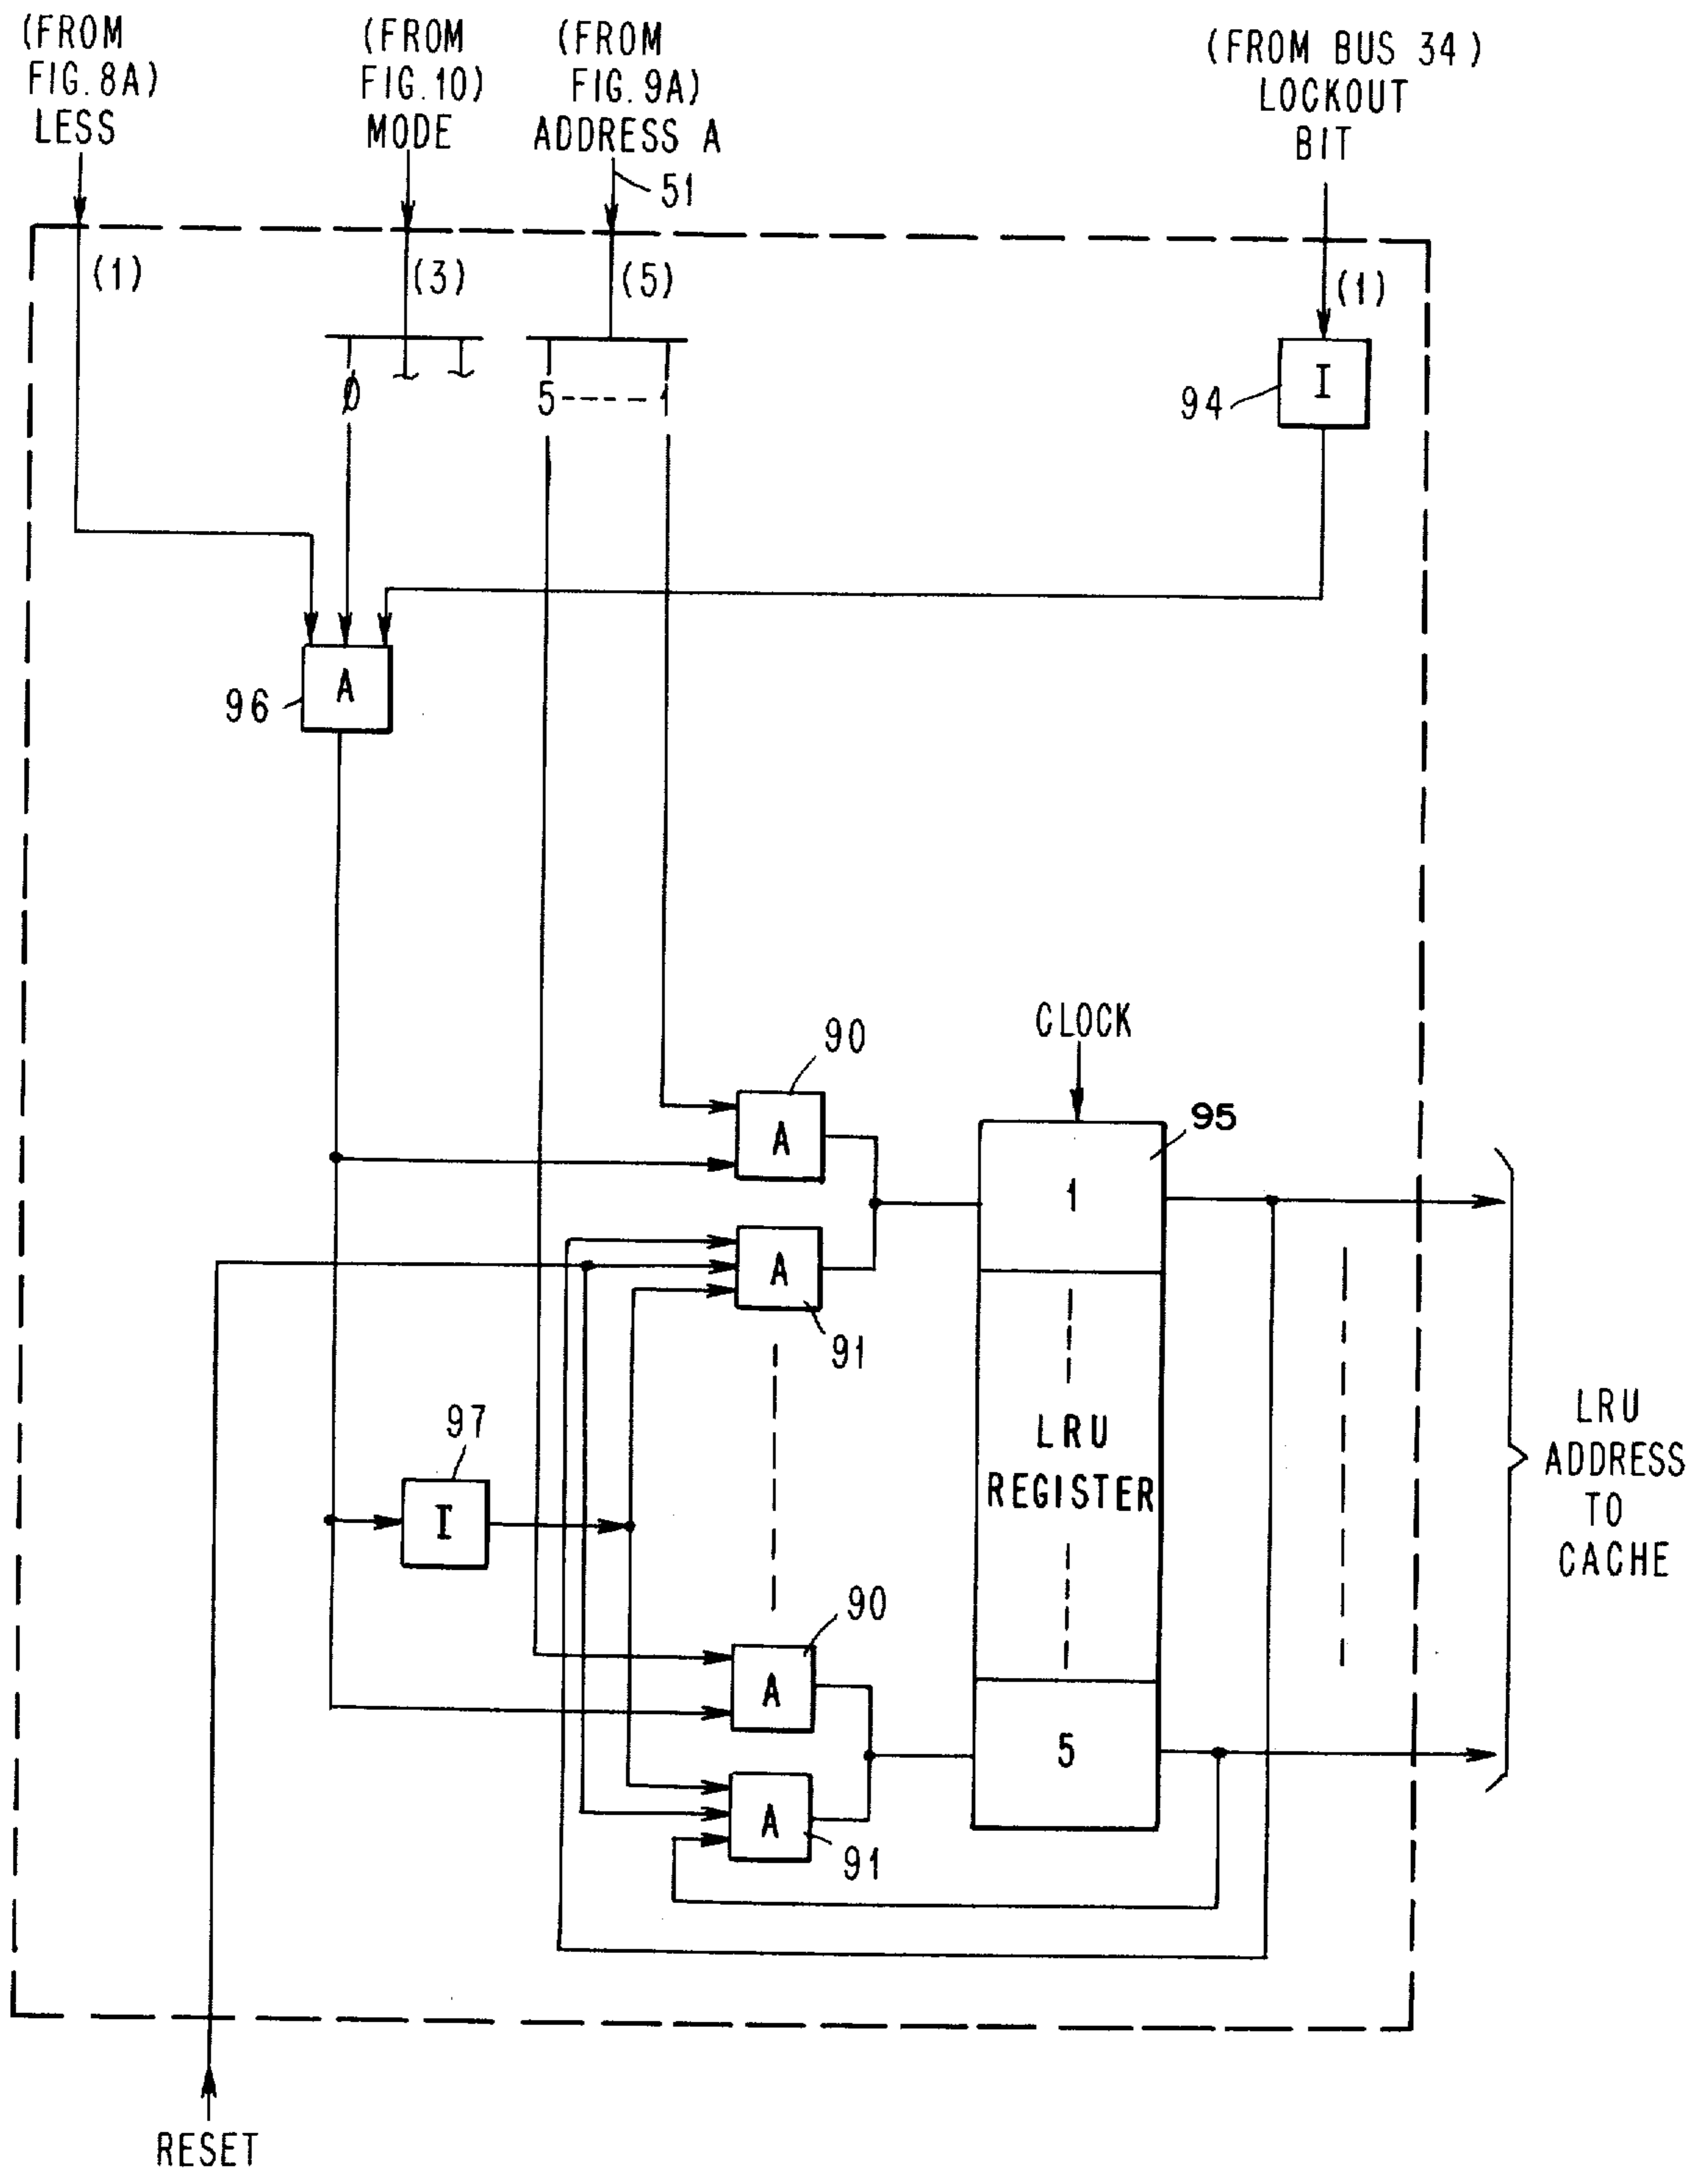 (FROM
FIG. 8A)
LESS
(FROM
FIG. 10)
MODE
(FROM
FIG. 9A)
ADDRESS A
51
(FROM BUS 34)
LOCKOUT
BIT
(1)
(3)
(5)
(1)
Ø
5----1
94
I
96
A
CLOCK
90
A
95
1
A
91
LRU
REGISTER
97
I
90
A
5
A
91
LRU
ADDRESS
TO
CACHE
RESET